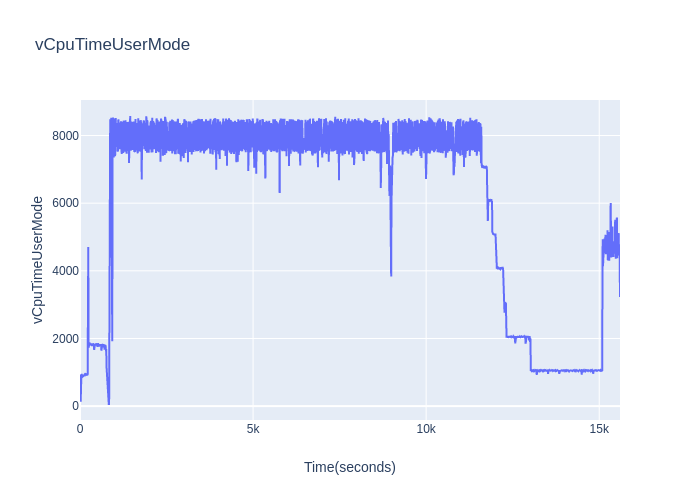 vCpuTimeUserMode
vCpuTimeUserMode
8000
6000
4000
2000
0
0
5k
10k
15k
Time(seconds)